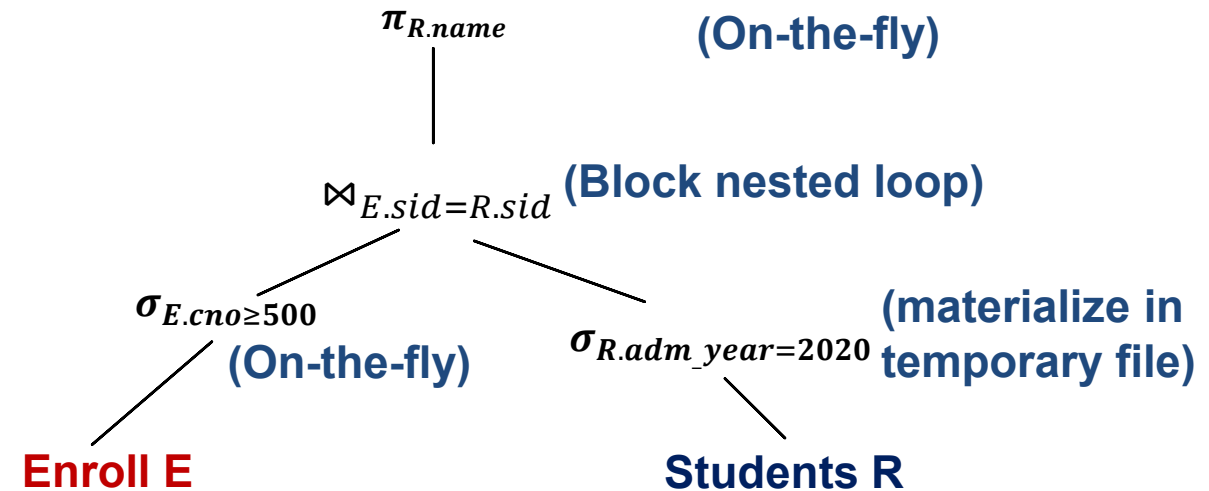 π_{R.name} (On-the-fly)
⋈_{E.sid=R.sid} (Block nested loop)
σ_{E.cno≥500}
(On-the-fly)
σ_{R.adm_year=2020} (materialize in
temporary file)
Enroll E
Students R